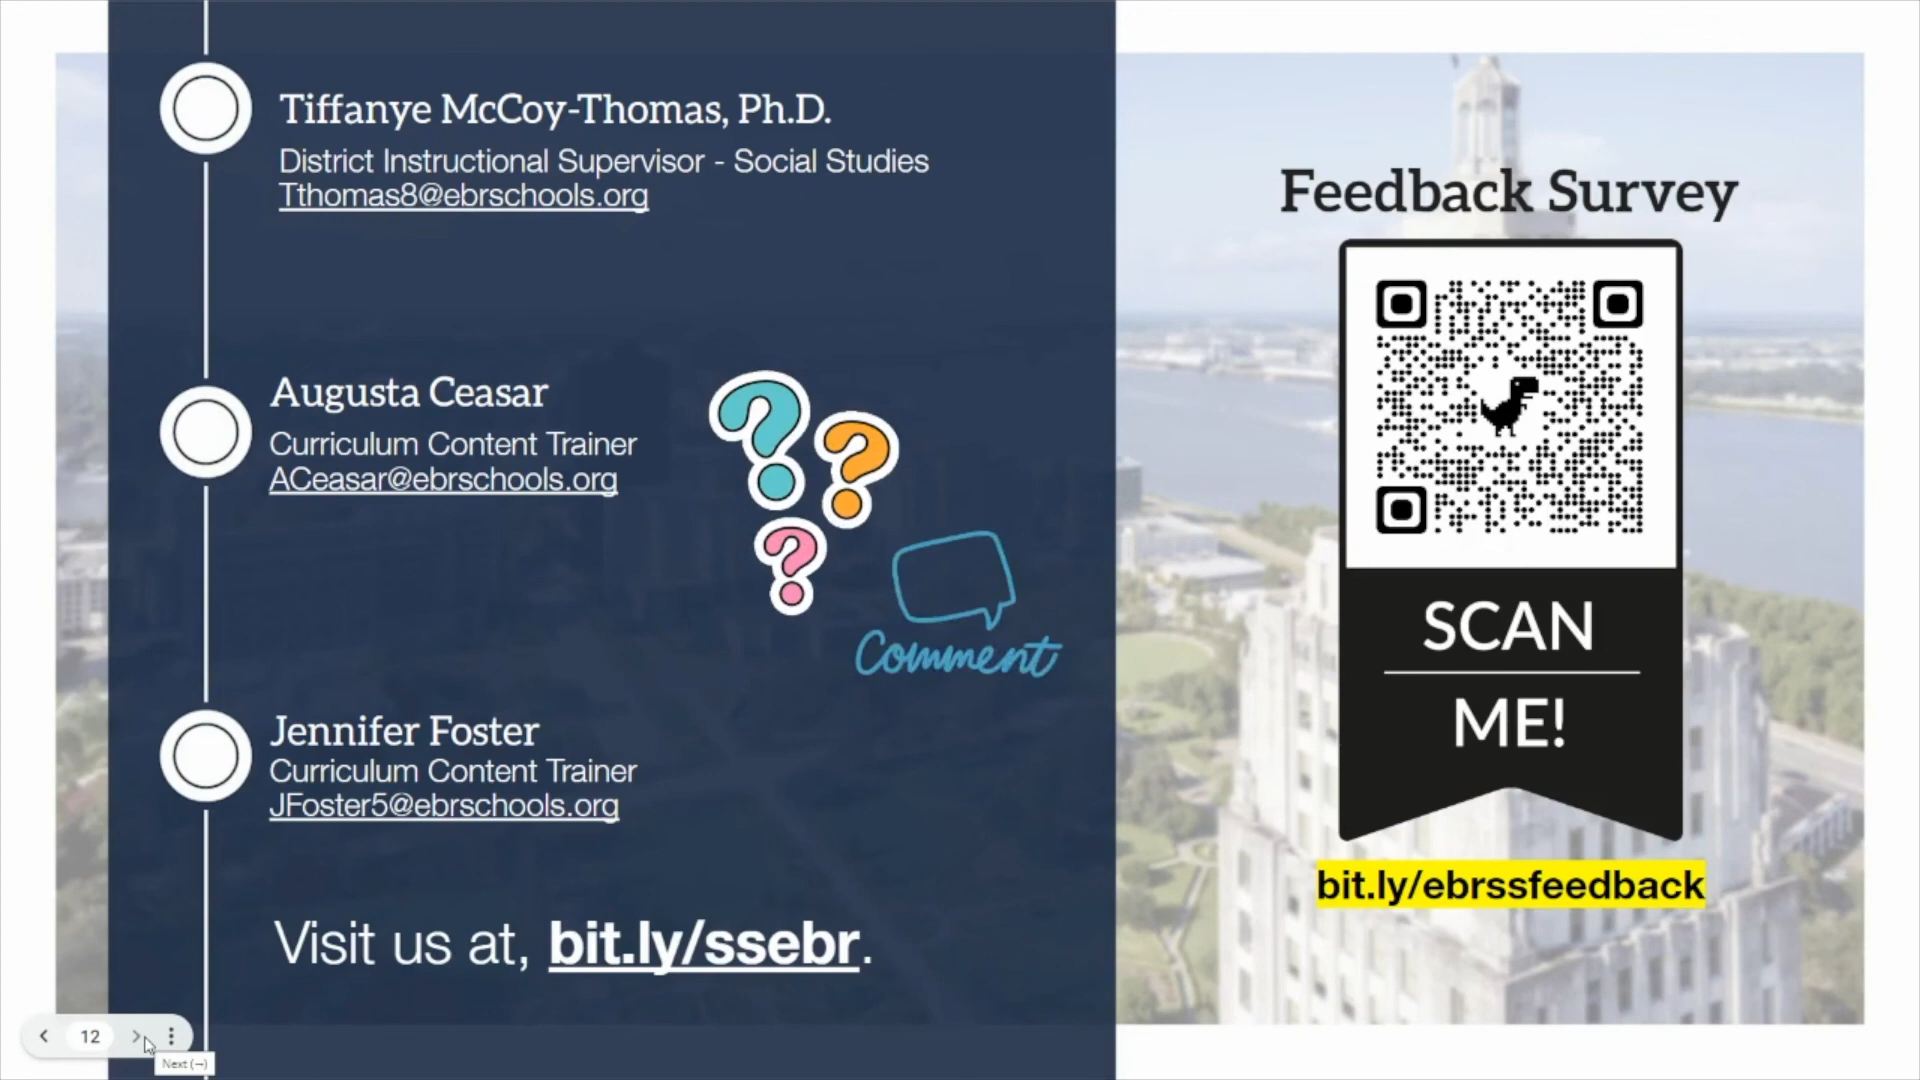 Tiffanye McCoy-Thomas, Ph.D.
District Instructional Supervisor - Social Studies
Tthomas8@ebrschools.org
Augusta Ceasar
Curriculum Content Trainer
ACeasar@ebrschools.org
? ? ?
Comment
Jennifer Foster
Curriculum Content Trainer
JFoster5@ebrschools.org
Visit us at, bit.ly/ssebr.
Feedback Survey
SCAN
ME!
bit.ly/ebrssfeedback
12
Next (→)